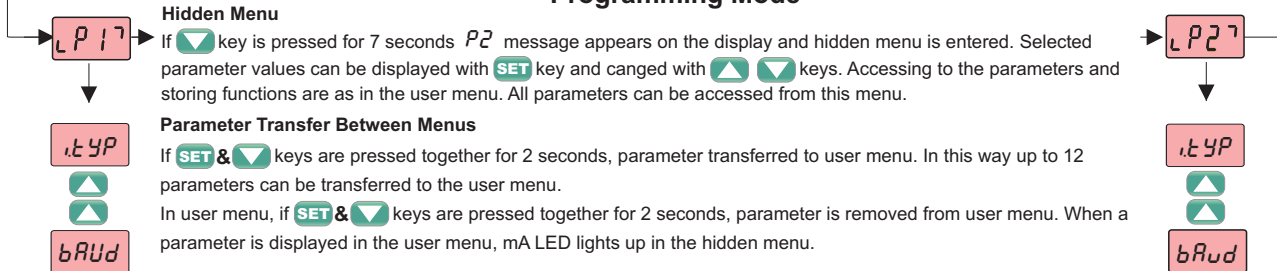 Programming Mode
Hidden Menu
If key is pressed for 7 seconds P2 message appears on the display and hidden menu is entered. Selected
parameter values can be displayed with SET key and canged with keys. Accessing to the parameters and
storing functions are as in the user menu. All parameters can be accessed from this menu.
Parameter Transfer Between Menus
If SET & keys are pressed together for 2 seconds, parameter transferred to user menu. In this way up to 12
parameters can be transferred to the user menu.
In user menu, if SET & keys are pressed together for 2 seconds, parameter is removed from user menu. When a
parameter is displayed in the user menu, mA LED lights up in the hidden menu.
P1
i.tYP
bAUd
P2
i.tYP
bAud